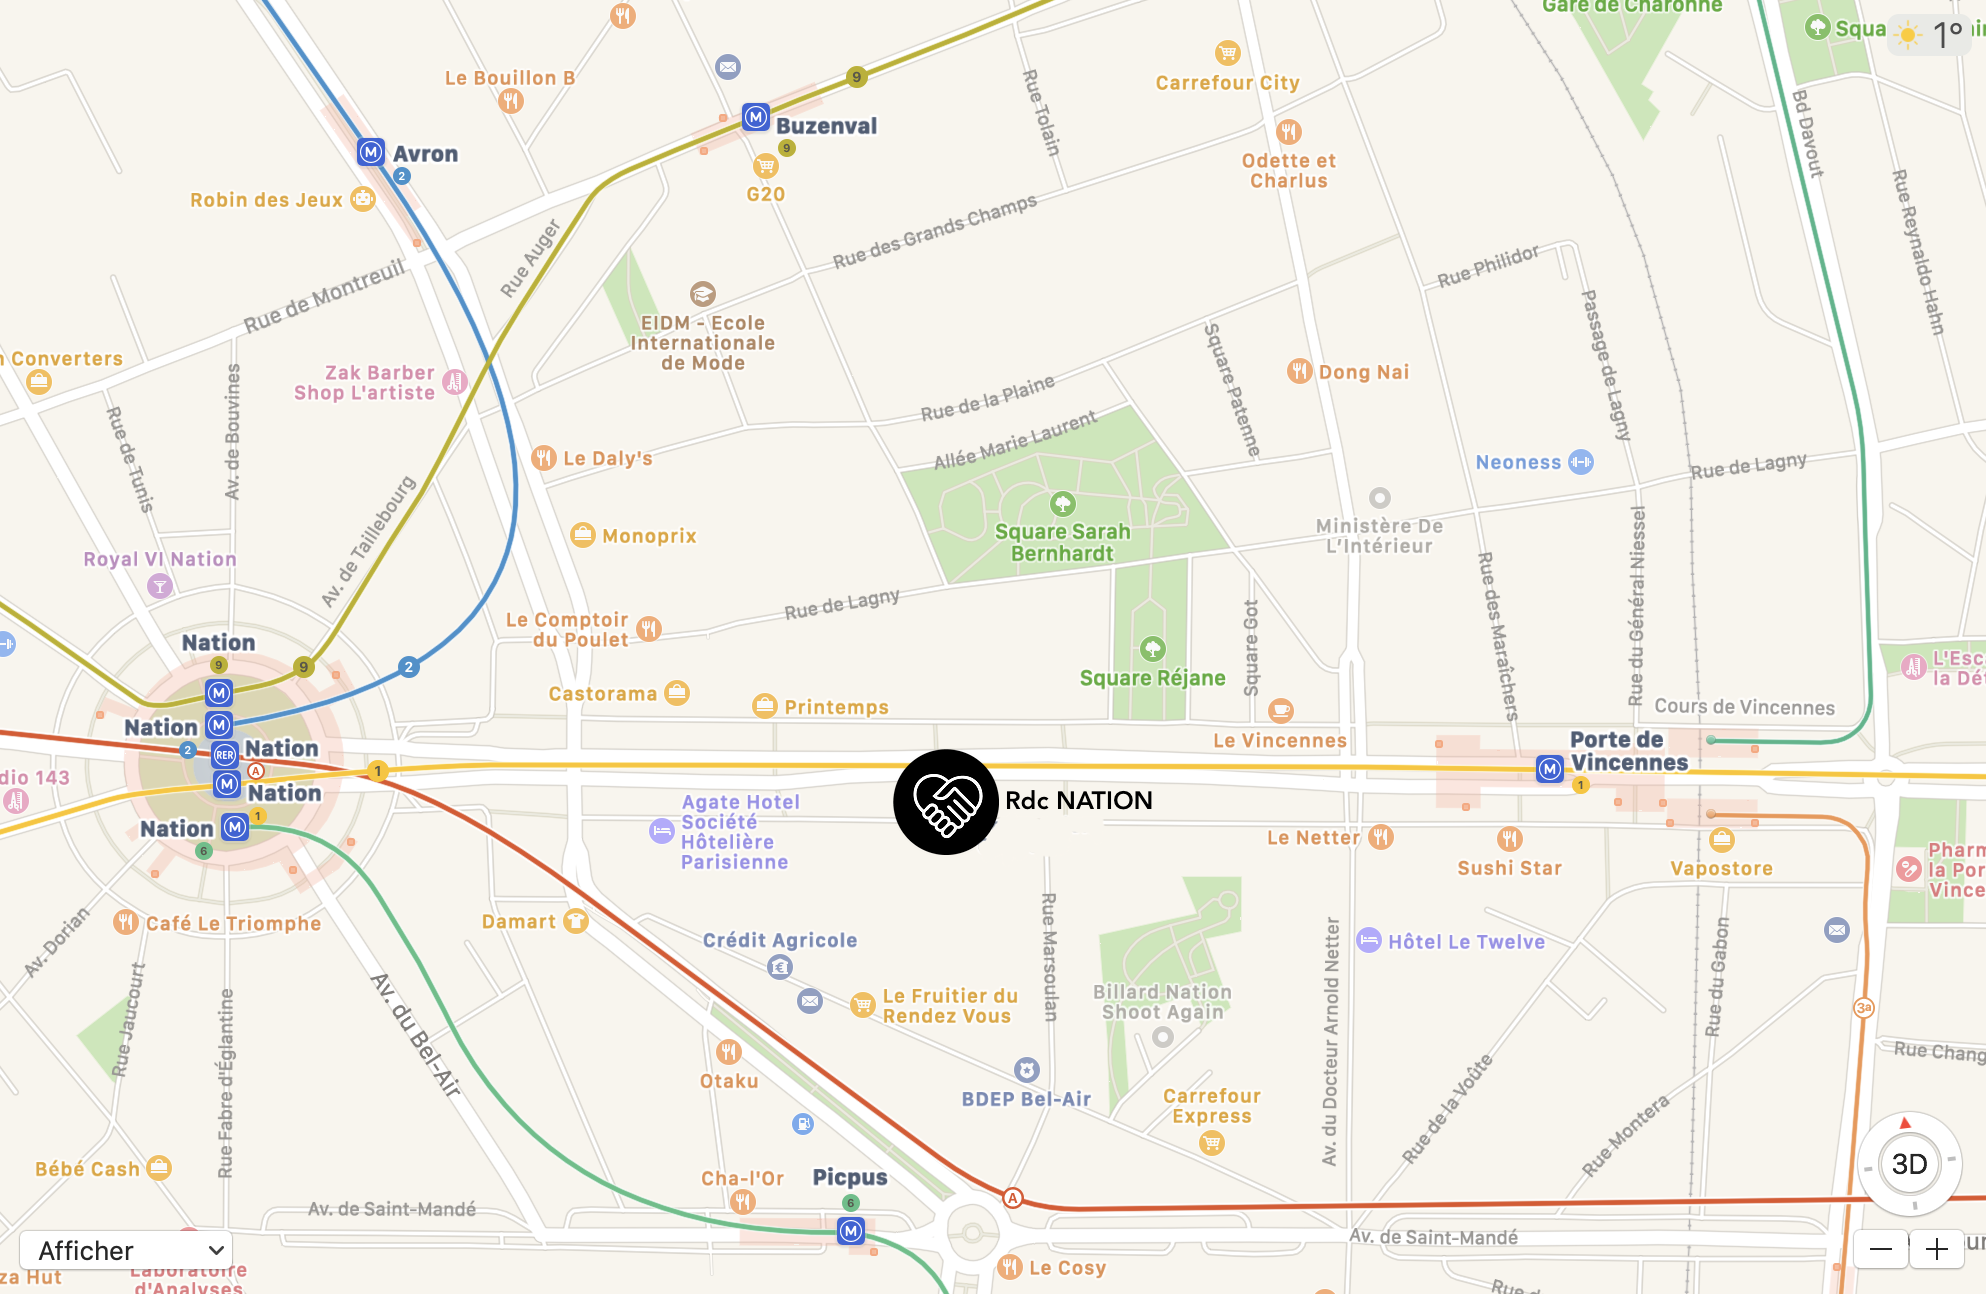 Gare de Charonne
Squa
1°
Le Bouillon B
9
Carrefour City
Rue Tolain
Bd Davout
M
Buzenval
9
M
Avron
2
G20
Odette et
Charlus
Robin des Jeux
Rue Reynaldo Hahn
Rue Auger
Rue des Grands Champs
Rue Philidor
Rue de Montreuil
EIDM - Ecole
Internationale
de Mode
Passage de Lagny
Square Patenne
Converters
Zak Barber
Shop L'artiste
Dong Nai
Rue de Tunis
Av. de Bouvines
Rue de la Plaine
Allée Marie Laurent
Le Daly's
Neoness
Rue de Lagny
Av. de Taillebourg
Square Sarah
Bernhardt
Ministère De
L'Intérieur
Monoprix
Royal VI Nation
Rue des Maraîchers
Rue du Général Niessel
Rue de Lagny
Square Got
Le Comptoir
du Poulet
Nation
9
9
2
M
Square Réjane
L'Esc
la Dét
Castorama
Printemps
Cours de Vincennes
Nation
M
2
RER
Nation
A
Le Vincennes
Porte de
Vincennes
M
1
1
dio 143
M
Nation
1
Nation
M
6
Agate Hotel
Société
Hôtelière
Parisienne
Rdc NATION
Le Netter
Sushi Star
Vapostore
Pharm
la Por
Vince
Café Le Triomphe
Damart
Av. Dorian
Rue Jaucourt
Rue Fabre d'Églantine
Av. du Bel-Air
Crédit Agricole
€
Rue Marsoulan
Hôtel Le Twelve
Av. du Docteur Arnold Netter
Rue du Gabon
Le Fruitier du
Rendez Vous
Billard Nation
Shoot Again
3a
Otaku
BDEP Bel-Air
Carrefour
Express
Rue de la Voûte
Rue Montera
Rue Chang
Bébé Cash
3D
Cha-l'Or
Picpus
6
M
A
Av. de Saint-Mandé
Av. de Saint-Mandé
Afficher
Le Cosy
za Hut
Laboratoire
d'Analyses
Rue d